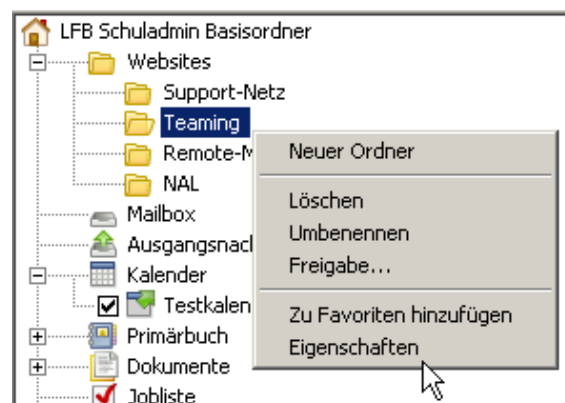 LFB Schuladmin Basisordner
Websites
Support-Netz
Teaming
Remote-M
NAL
Mailbox
Ausgangsnacl
Kalender
Testkalen
Primärbuch
Dokumente
Jobliste
Neuer Ordner
Löschen
Umbenennen
Freigabe...
Zu Favoriten hinzufügen
Eigenschaften